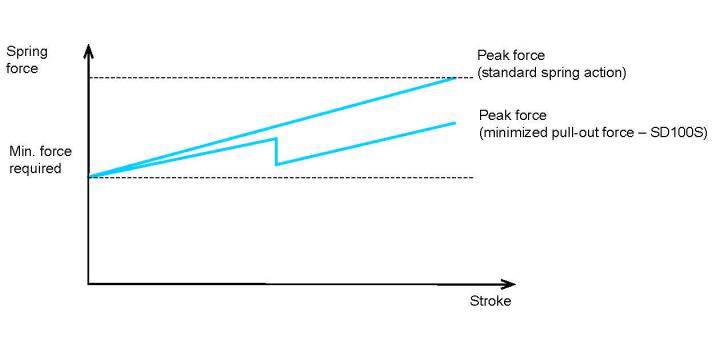 Spring
force
Peak force
(standard spring action)
Peak force
(minimized pull-out force – SD100S)
Min. force
required
Stroke